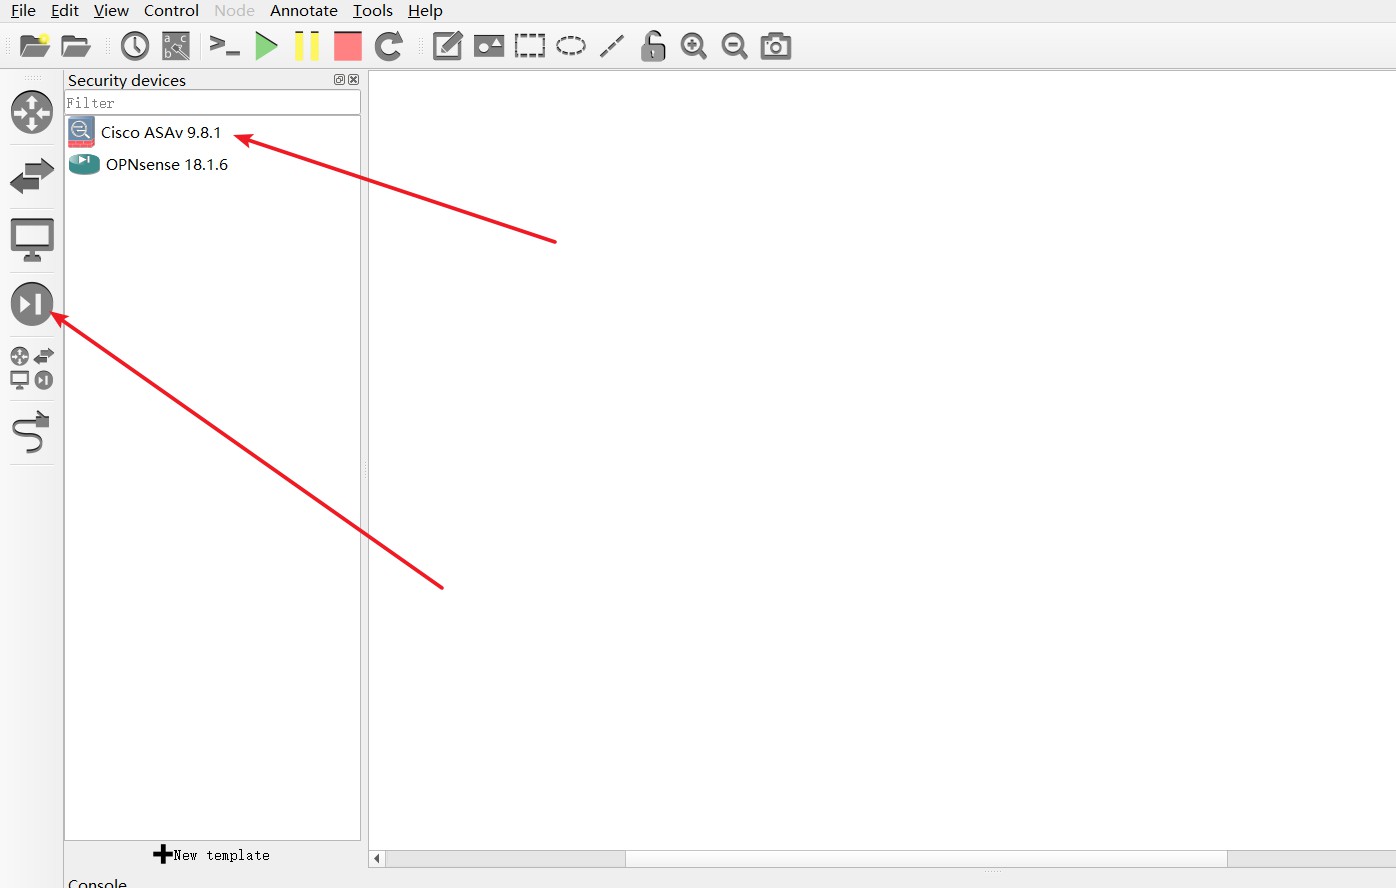 File Edit View Control Node Annotate Tools Help
Security devices
Filter
Cisco ASAv 9.8.1
OPNsense 18.1.6
New template
Console